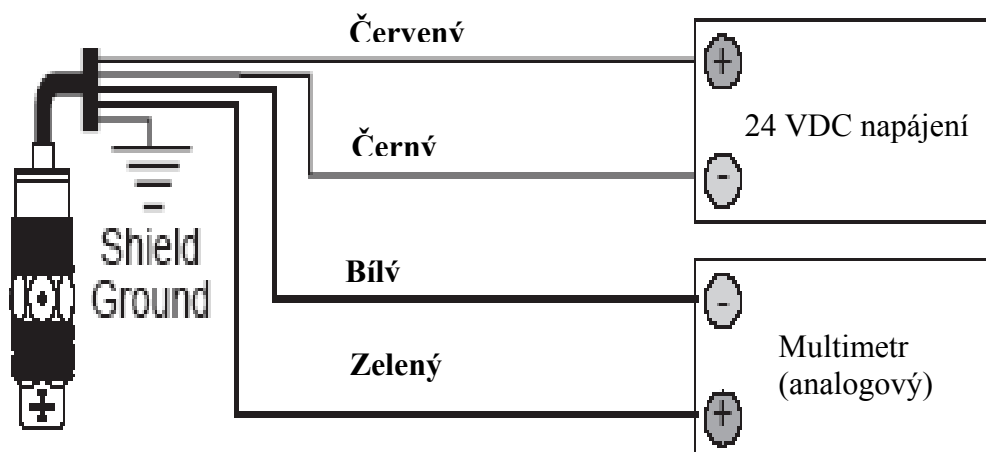 Červený
+
24 VDC napájení
Černý
-
Shield
Ground
Bílý
-
Multimetr
(analogový)
Zelený
+
+